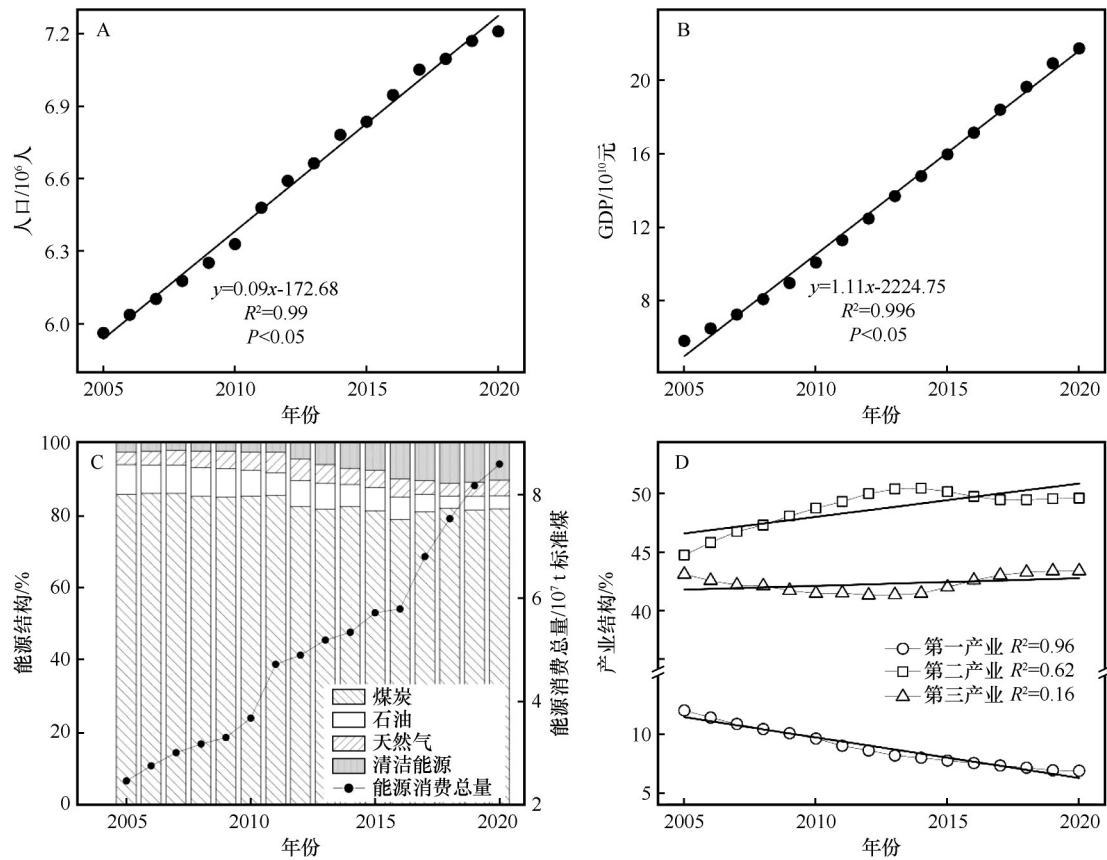 A
7.2
6.9
6.6
6.3
6.0
人口/10⁶人
y=0.09x-172.68
R²=0.99
P<0.05
2005 2010 2015 2020
年份
B
20
16
12
8
GDP/10¹⁰元
y=1.11x-2224.75
R²=0.996
P<0.05
2005 2010 2015 2020
年份
C
100
80
60
40
20
0
能源结构/%
煤炭
石油
天然气
清洁能源
能源消费总量
8
6
4
2
能源消费总量/10⁷ t标准煤
2005 2010 2015 2020
年份
D
50
45
40
10
5
产业结构/%
第一产业 R²=0.96
第二产业 R²=0.62
第三产业 R²=0.16
2005 2010 2015 2020
年份